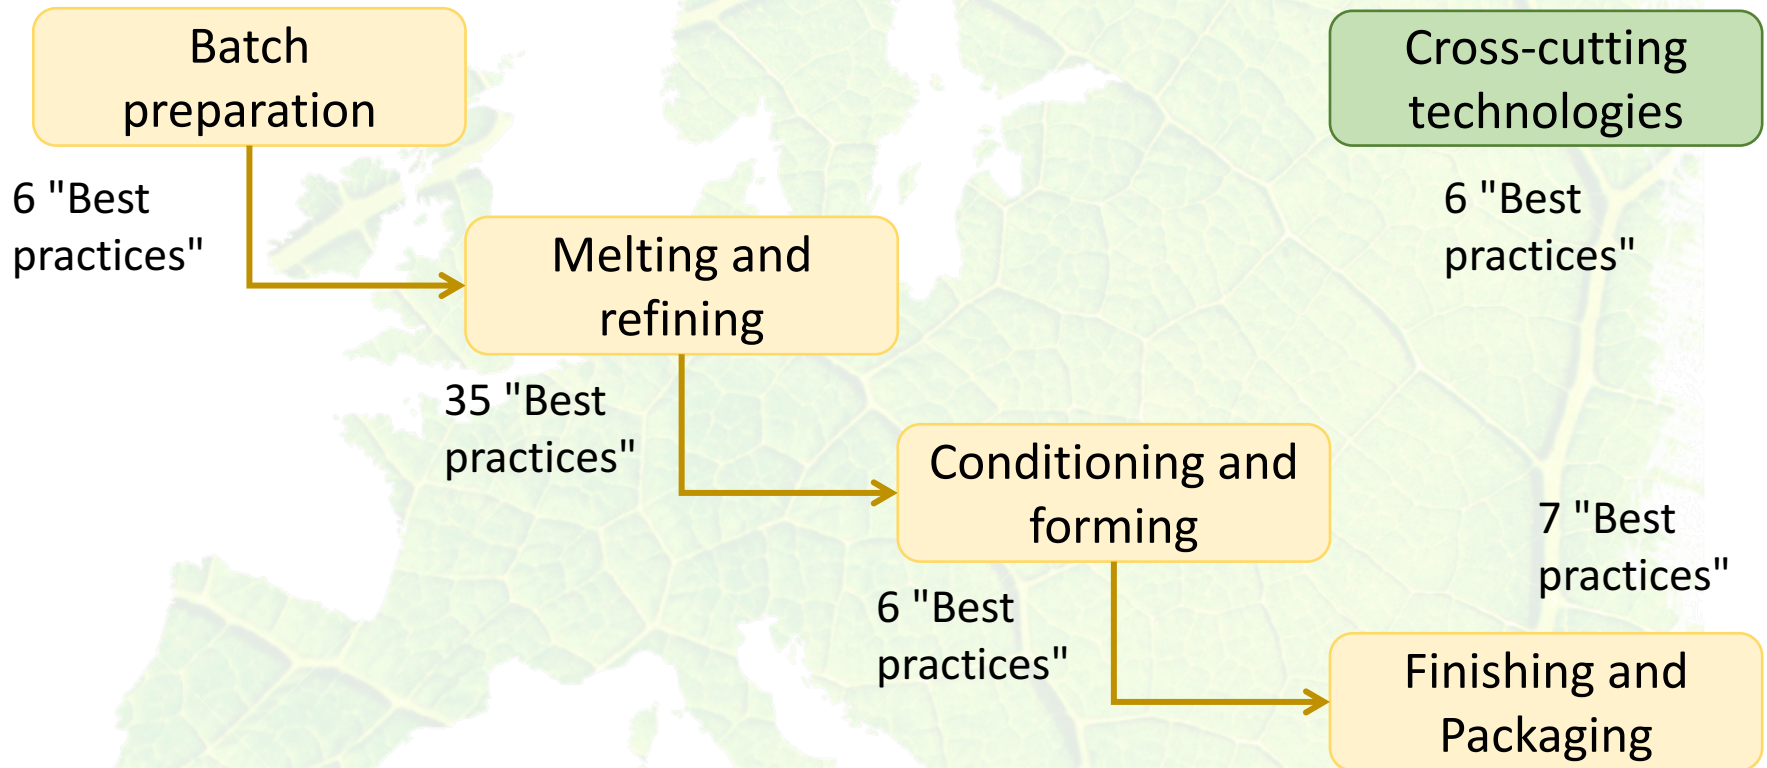 Batch
preparation
6 "Best
practices"
Melting and
refining
35 "Best
practices"
Conditioning and
forming
6 "Best
practices"
Cross-cutting
technologies
6 "Best
practices"
7 "Best
practices"
Finishing and
Packaging